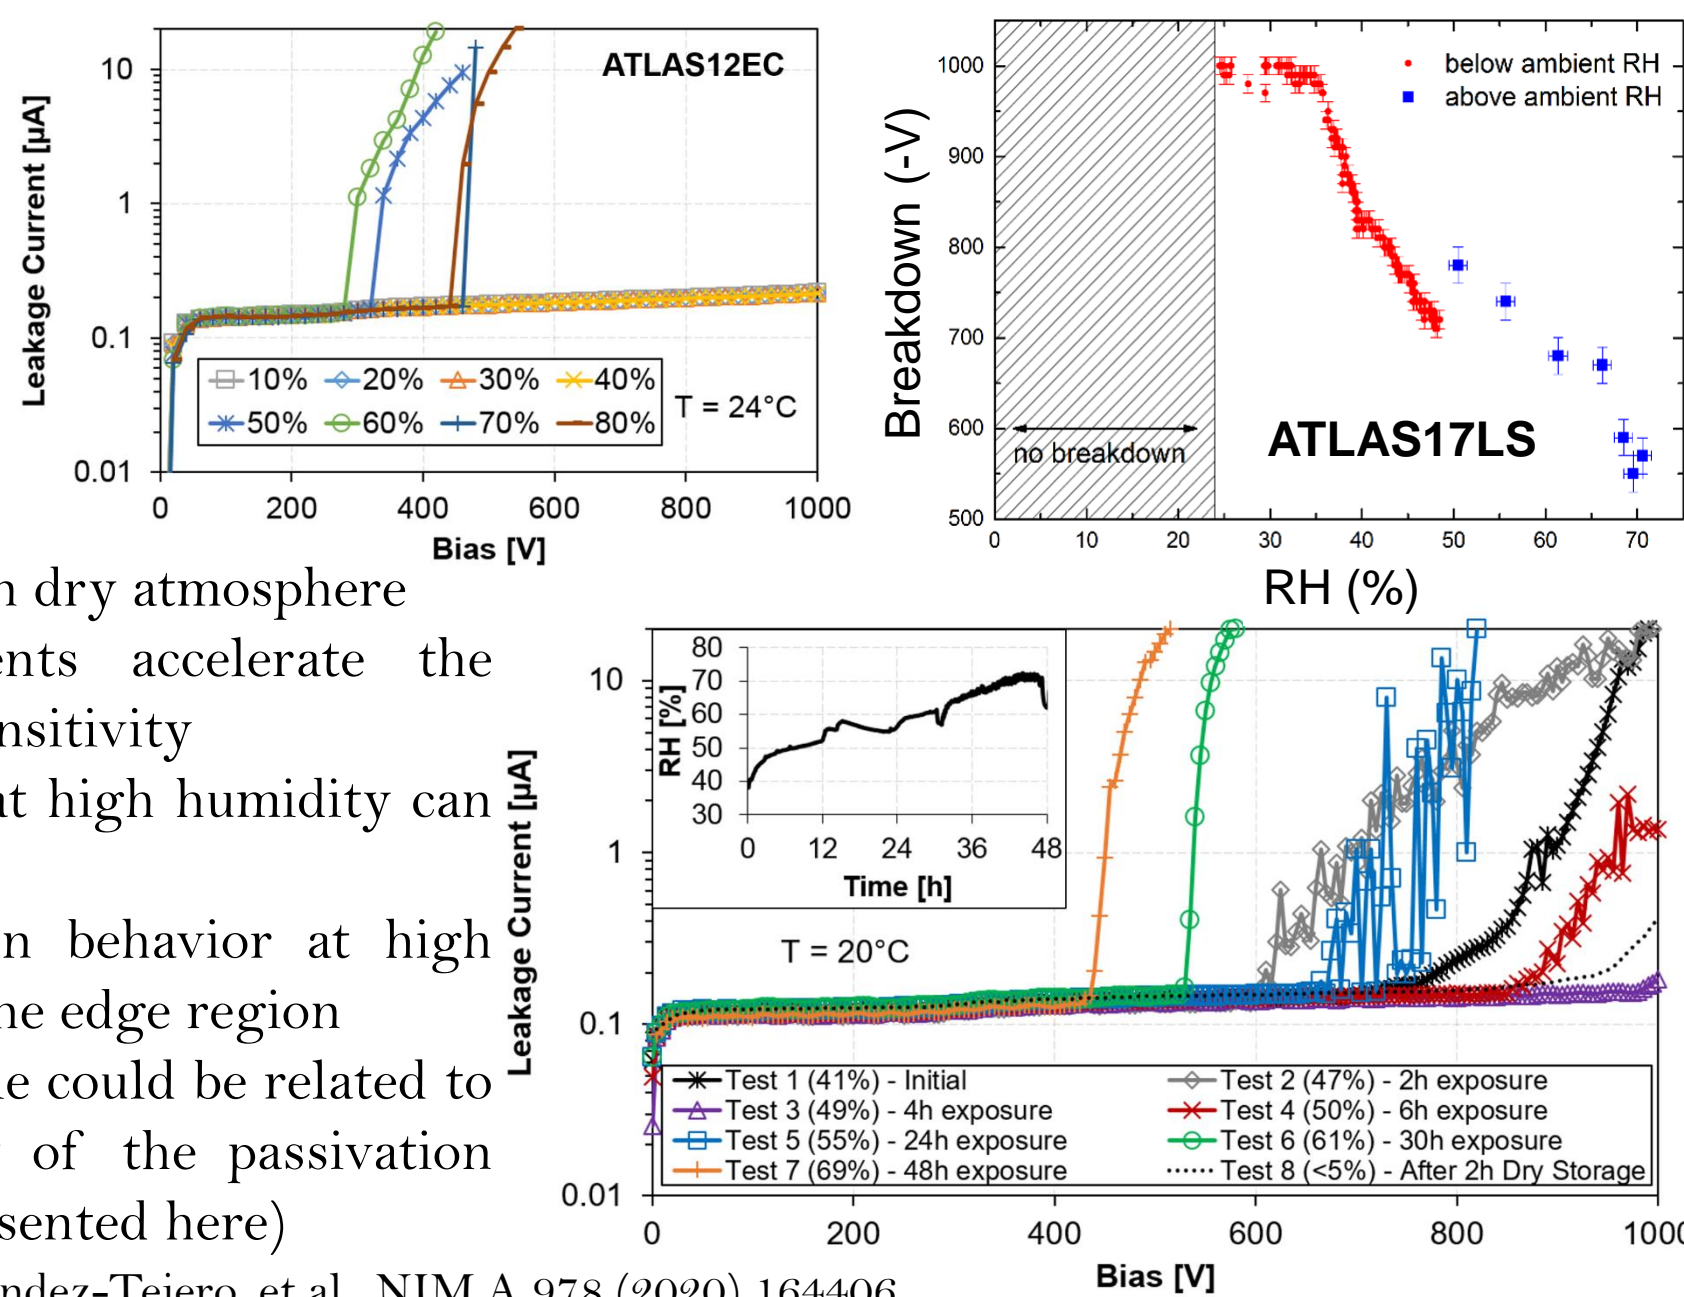 10
1
0.1
0.01
Leakage Current [µA]
ATLAS12EC
10% 20% 30% 40%
50% 60% 70% 80%
T = 24°C
0 200 400 600 800 1000
Bias [V]
1000
900
800
700
600
500
Breakdown (-V)
below ambient RH
above ambient RH
no breakdown
ATLAS17LS
0 10 20 30 40 50 60 70
RH (%)
dry atmosphere
accelerate the
at high humidity can
behavior at high
edge region
could be related to
of the passivation
here)
et al., NIM A 978 (2020) 164406
10
1
0.1
0.01
Leakage Current [µA]
80
70
60
50
40
30
RH [%]
0 12 24 36 48
Time [h]
T = 20°C
Test 1 (41%) - Initial
Test 2 (47%) - 2h exposure
Test 3 (49%) - 4h exposure
Test 4 (50%) - 6h exposure
Test 5 (55%) - 24h exposure
Test 6 (61%) - 30h exposure
Test 7 (69%) - 48h exposure
Test 8 (<5%) - After 2h Dry Storage
0 200 400 600 800
Bias [V]